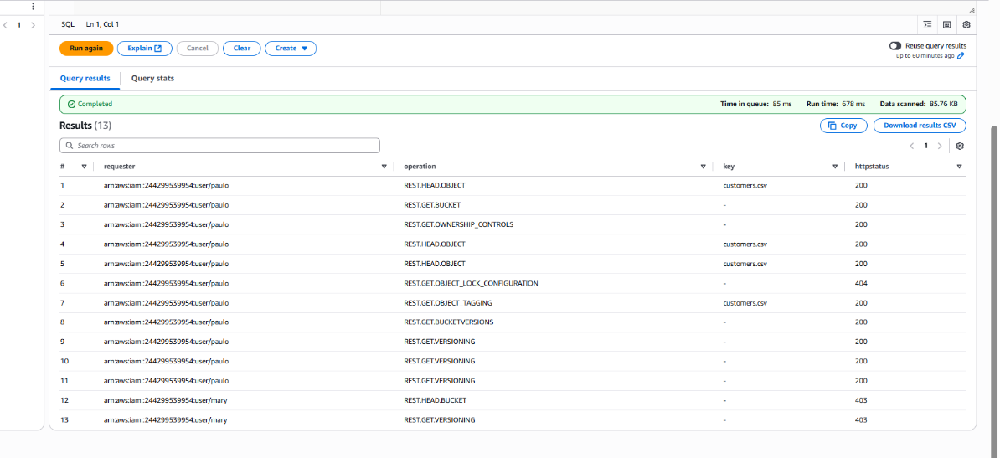 1
SQL Ln 1, Col 1
Run again Explain Cancel Clear Create Reuse query results
up to 60 minutes ago
Query results Query stats
Completed Time in queue: 85 ms Run time: 678 ms Data scanned: 85.76 KB
Results (13) Copy Download results CSV
Search rows 1
# requester operation key httpstatus
1 arn:aws:iam::244299539954:user/paulo REST.HEAD.OBJECT customers.csv 200
2 arn:aws:iam::244299539954:user/paulo REST.GET.BUCKET - 200
3 arn:aws:iam::244299539954:user/paulo REST.GET.OWNERSHIP_CONTROLS - 200
4 arn:aws:iam::244299539954:user/paulo REST.HEAD.OBJECT customers.csv 200
5 arn:aws:iam::244299539954:user/paulo REST.HEAD.OBJECT customers.csv 200
6 arn:aws:iam::244299539954:user/paulo REST.GET.OBJECT_LOCK_CONFIGURATION - 404
7 arn:aws:iam::244299539954:user/paulo REST.GET.OBJECT_TAGGING customers.csv 200
8 arn:aws:iam::244299539954:user/paulo REST.GET.BUCKETVERSIONS - 200
9 arn:aws:iam::244299539954:user/paulo REST.GET.VERSIONING - 200
10 arn:aws:iam::244299539954:user/paulo REST.GET.VERSIONING - 200
11 arn:aws:iam::244299539954:user/paulo REST.GET.VERSIONING - 200
12 arn:aws:iam::244299539954:user/mary REST.HEAD.BUCKET - 403
13 arn:aws:iam::244299539954:user/mary REST.GET.VERSIONING - 403